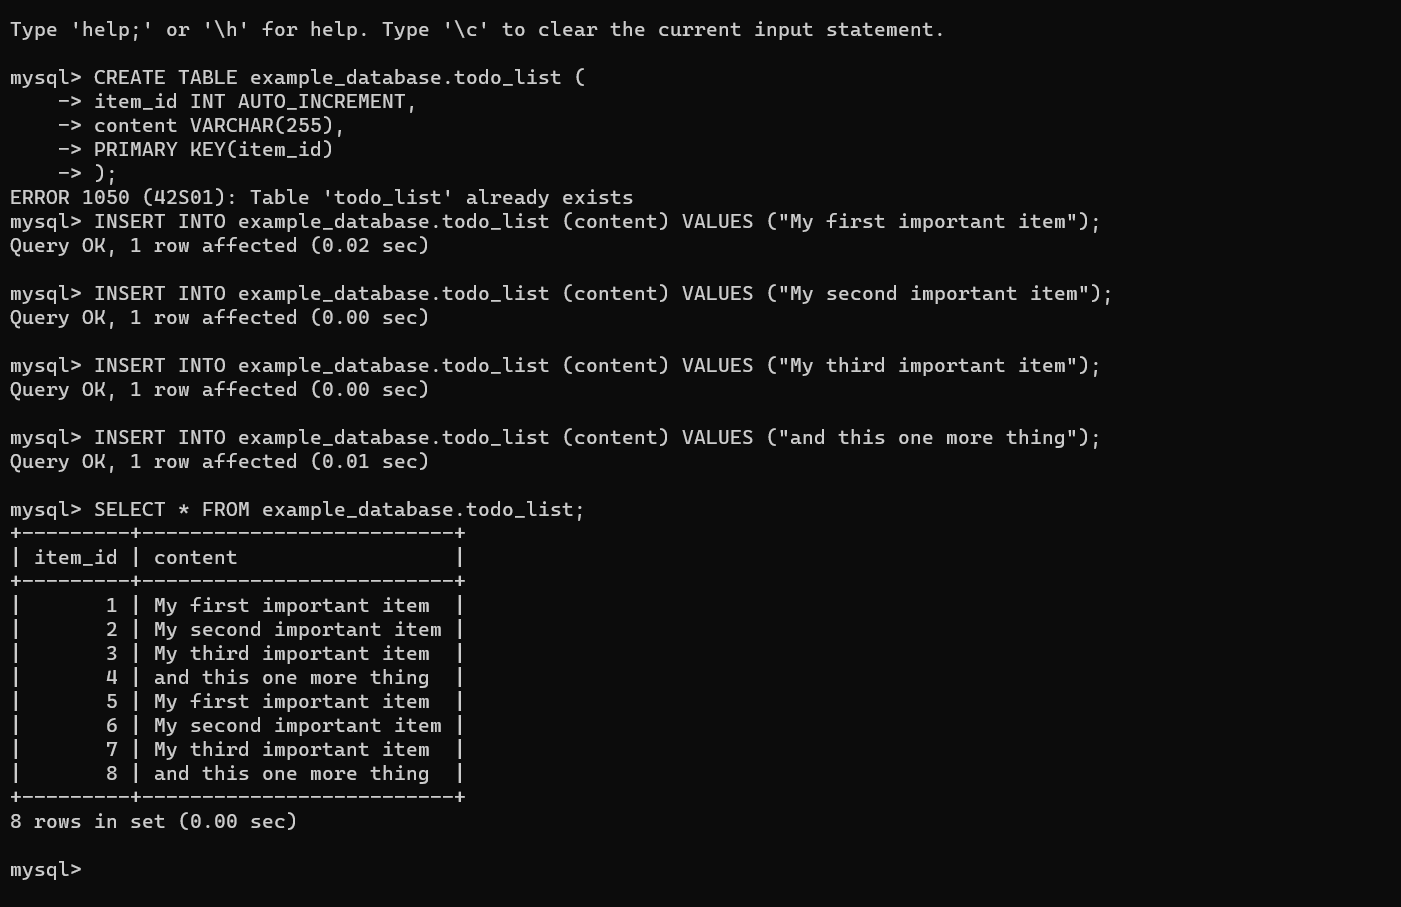 Type 'help;' or '\h' for help. Type '\c' to clear the current input statement.

mysql> CREATE TABLE example_database.todo_list (
    -> item_id INT AUTO_INCREMENT,
    -> content VARCHAR(255),
    -> PRIMARY KEY(item_id)
    -> );
ERROR 1050 (42S01): Table 'todo_list' already exists
mysql> INSERT INTO example_database.todo_list (content) VALUES ("My first important item");
Query OK, 1 row affected (0.02 sec)

mysql> INSERT INTO example_database.todo_list (content) VALUES ("My second important item");
Query OK, 1 row affected (0.00 sec)

mysql> INSERT INTO example_database.todo_list (content) VALUES ("My third important item");
Query OK, 1 row affected (0.00 sec)

mysql> INSERT INTO example_database.todo_list (content) VALUES ("and this one more thing");
Query OK, 1 row affected (0.01 sec)

mysql> SELECT * FROM example_database.todo_list;
+---------+--------------------------+
| item_id | content                  |
+---------+--------------------------+
|       1 | My first important item  |
|       2 | My second important item |
|       3 | My third important item  |
|       4 | and this one more thing  |
|       5 | My first important item  |
|       6 | My second important item |
|       7 | My third important item  |
|       8 | and this one more thing  |
+---------+--------------------------+
8 rows in set (0.00 sec)

mysql>